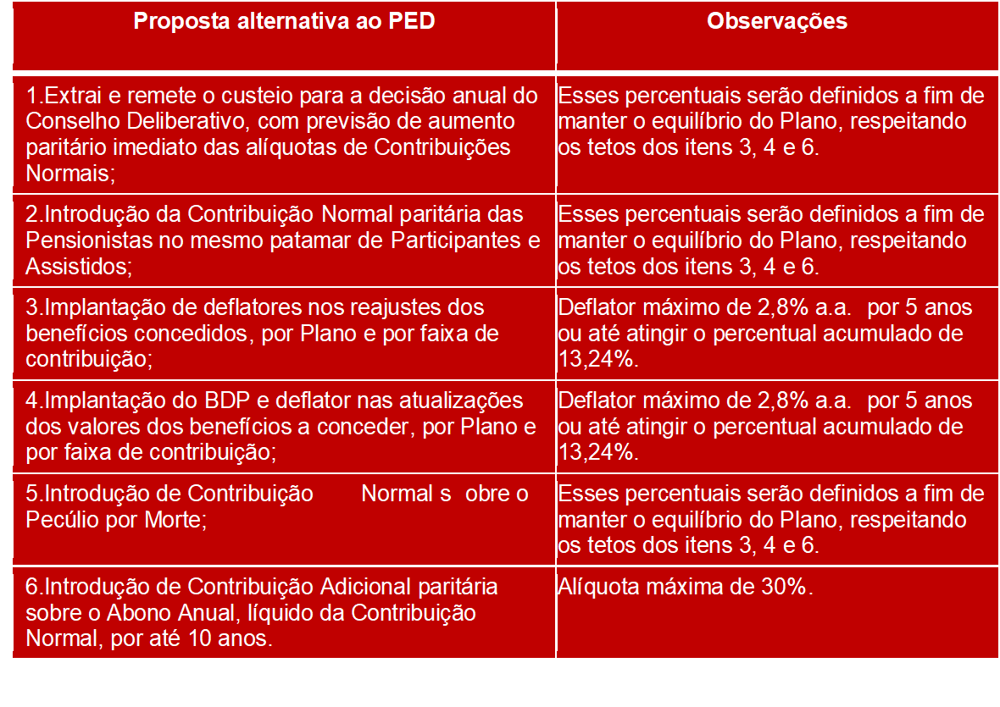 Proposta alternativa ao PED
Observações
1.Extrai e remete o custeio para a decisão anual do
Conselho Deliberativo, com previsão de aumento
paritário imediato das alíquotas de Contribuições
Normais;
Esses percentuais serão definidos a fim de
manter o equilíbrio do Plano, respeitando
os tetos dos itens 3, 4 e 6.
2.Introdução da Contribuição Normal paritária das
Pensionistas no mesmo patamar de Participantes e
Assistidos;
Esses percentuais serão definidos a fim de
manter o equilíbrio do Plano, respeitando
os tetos dos itens 3, 4 e 6.
3.Implantação de deflatores nos reajustes dos
benefícios concedidos, por Plano e por faixa de
contribuição;
Deflator máximo de 2,8% a.a.  por 5 anos
ou até atingir o percentual acumulado de
13,24%.
4.Implantação do BDP e deflator nas atualizações
dos valores dos benefícios a conceder, por Plano e
por faixa de contribuição;
Deflator máximo de 2,8% a.a.  por 5 anos
ou até atingir o percentual acumulado de
13,24%.
5.Introdução de Contribuição Normal s obre o
Pecúlio por Morte;
Esses percentuais serão definidos a fim de
manter o equilíbrio do Plano, respeitando
os tetos dos itens 3, 4 e 6.
6.Introdução de Contribuição Adicional paritária
sobre o Abono Anual, líquido da Contribuição
Normal, por até 10 anos.
Alíquota máxima de 30%.